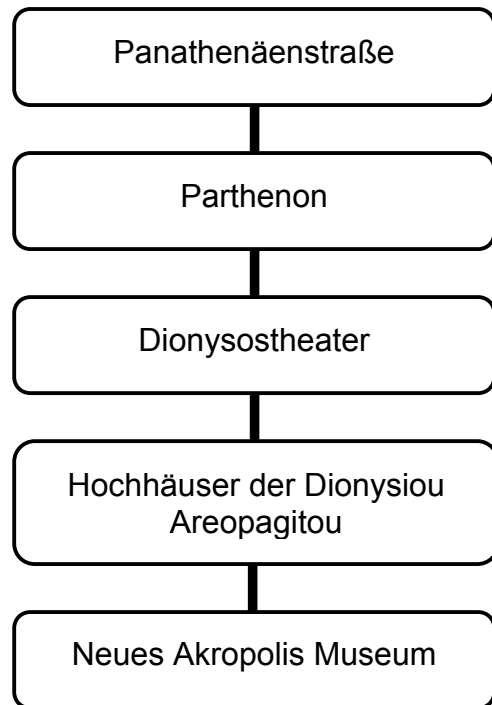 Panathenäenstraße
Parthenon
Dionysostheater
Hochhäuser der Dionysiou
Areopagitou
Neues Akropolis Museum